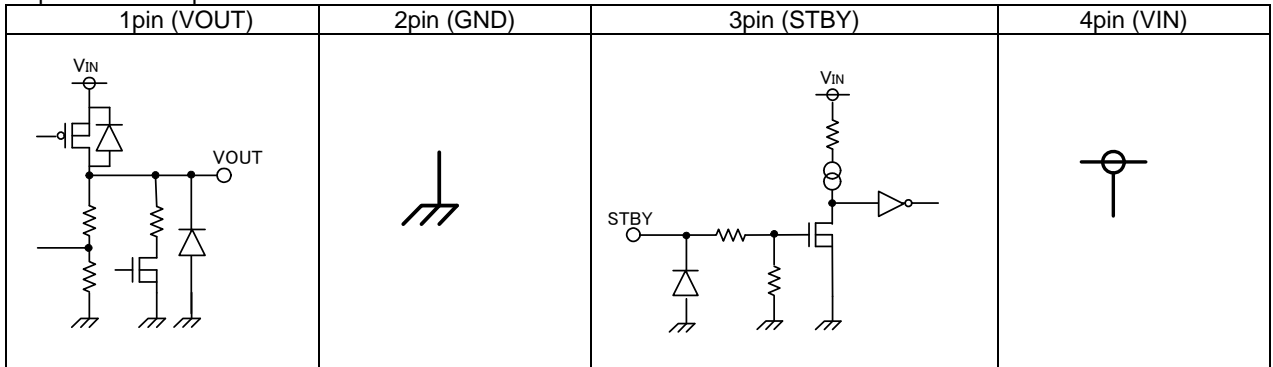 1pin (VOUT)
2pin (GND)
3pin (STBY)
4pin (VIN)
VIN
VOUT
VIN
STBY